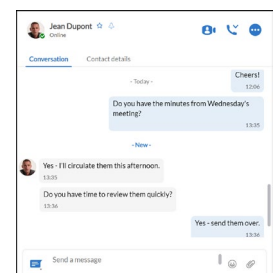 Jean Dupont
Online
Conversation Contact details
- Today -
Cheers!
12:06
Do you have the minutes from Wednesday's
meeting?
13:35
- New -
Yes - I'll circulate them this afternoon.
13:35
Do you have time to review them quickly?
13:36
Yes - send them over.
13:36
Send a message